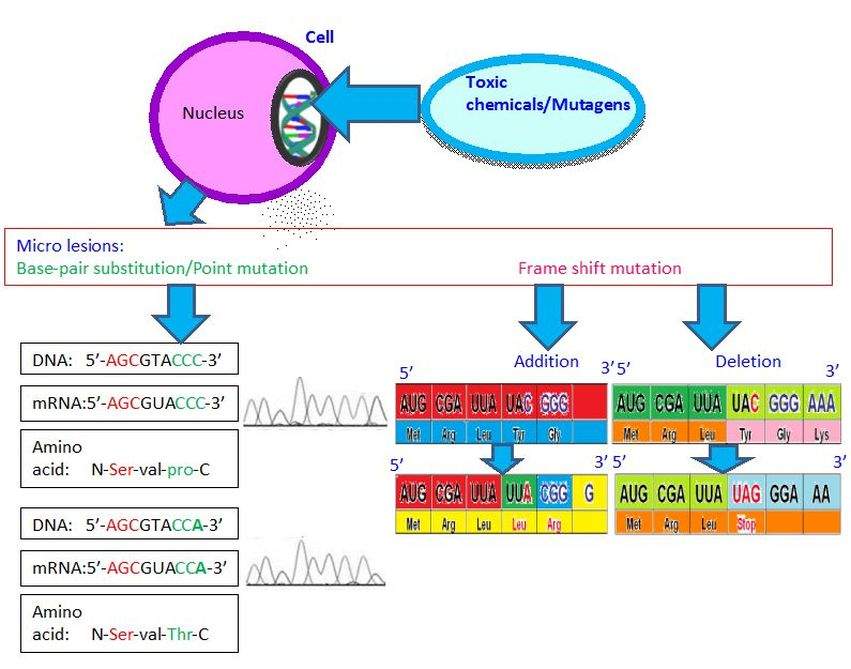 Cell
Toxic
chemicals/Mutagens
Nucleus
Micro lesions:
Base-pair substitution/Point mutation
Frame shift mutation
DNA: 5’-AGCGTACCC-3’
mRNA:5’-AGCGUACCC-3’
Amino
acid: N-Ser-val-pro-C
DNA: 5’-AGCGTACCA-3’
mRNA:5’-AGCGUACCA-3’
Amino
acid: N-Ser-val-Thr-C
Addition
5’ 3’
AUG CGA UUA UAC GGG
Met Arg Leu Tyr Gly
5’ 3’
AUG CGA UUA UUA CGG G
Met Arg Leu Leu Arg
Deletion
5’ 3’
AUG CGA UUA UAC GGG AAA
Met Arg Leu Tyr Gly Lys
5’ 3’
AUG CGA UUA UAG GGA AA
Met Arg Leu Stop